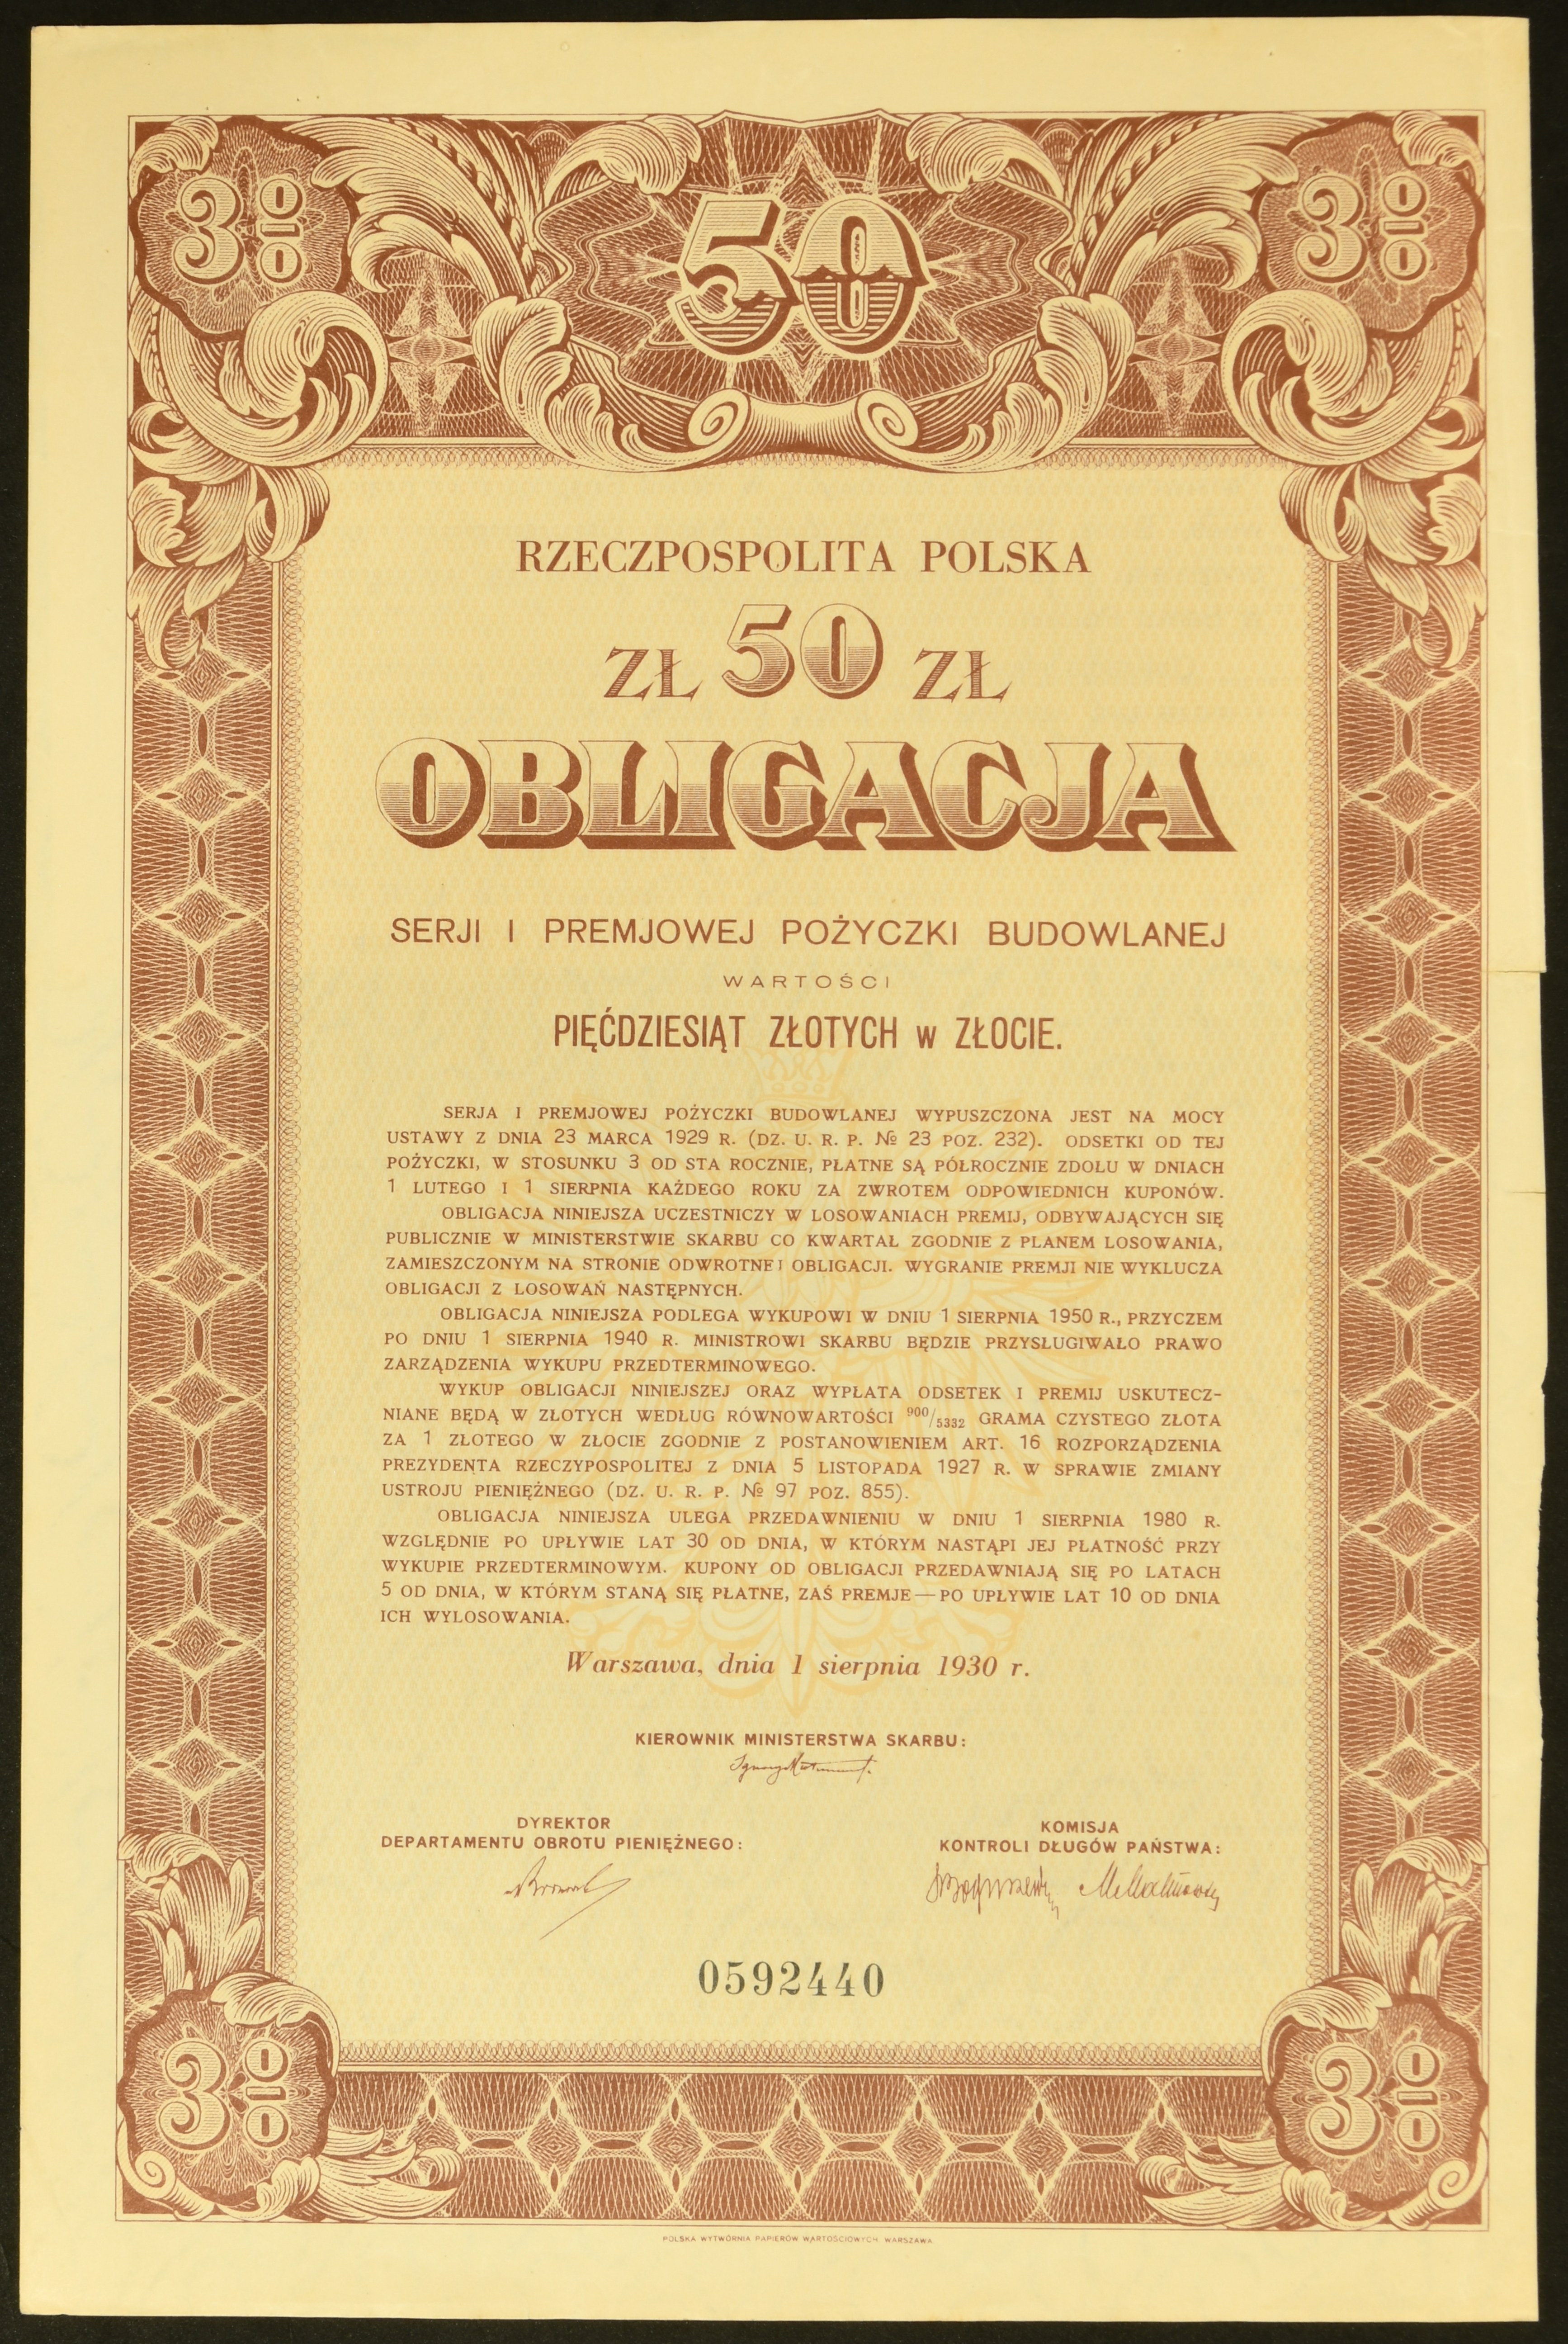 3%
50
3%
RZECZPOSPOLITA POLSKA
ZŁ 50 ZŁ
OBLIGACJA
SERJI I PREMJOWEJ POŻYCZKI BUDOWLANEJ
WARTOŚCI
PIĘĆDZIESIĄT ZŁOTYCH w ZŁOCIE.
SERJA I PREMJOWEJ POŻYCZKI BUDOWLANEJ WYPUSZCZONA JEST NA MOCY
USTAWY Z DNIA 23 MARCA 1929 R. (DZ. U. R. P. № 23 POZ. 232). ODSETKI OD TEJ
POŻYCZKI, W STOSUNKU 3 OD STA ROCZNIE, PŁATNE SĄ PÓŁROCZNIE ZDOŁU W DNIACH
1 LUTEGO I 1 SIERPNIA KAŻDEGO ROKU ZA ZWROTEM ODPOWIEDNICH KUPONÓW.
OBLIGACJA NINIEJSZA UCZESTNICZY W LOSOWANIACH PREMIJ, ODBYWAJĄCYCH SIĘ
PUBLICZNIE W MINISTERSTWIE SKARBU CO KWARTAŁ ZGODNIE Z PLANEM LOSOWANIA,
ZAMIESZCZONYM NA STRONIE ODWROTNEJ OBLIGACJI. WYGRANIE PREMJI NIE WYKLUCZA
OBLIGACJI Z LOSOWAŃ NASTĘPNYCH.
OBLIGACJA NINIEJSZA PODLEGA WYKUPOWI W DNIU 1 SIERPNIA 1950 R., PRZYCZEM
PO DNIU 1 SIERPNIA 1940 R. MINISTROWI SKARBU BĘDZIE PRZYSŁUGIWAŁO PRAWO
ZARZĄDZENIA WYKUPU PRZEDTERMINOWEGO.
WYKUP OBLIGACJI NINIEJSZEJ ORAZ WYPŁATA ODSETEK I PREMIJ USKUTECZ-
NIANE BĘDĄ W ZŁOTYCH WEDŁUG RÓWNOWARTOŚCI 900/5332 GRAMA CZYSTEGO ZŁOTA
ZA 1 ZŁOTEGO W ZŁOCIE ZGODNIE Z POSTANOWIENIEM ART. 16 ROZPORZĄDZENIA
PREZYDENTA RZECZYPOSPOLITEJ Z DNIA 5 LISTOPADA 1927 R. W SPRAWIE ZMIANY
USTROJU PIENIĘŻNEGO (DZ. U. R. P. № 97 POZ. 855).
OBLIGACJA NINIEJSZA ULEGA PRZEDAWNIENIU W DNIU 1 SIERPNIA 1980 R.
WZGLĘDNIE PO UPŁYWIE LAT 30 OD DNIA, W KTÓRYM NASTĄPI JEJ PŁATNOŚĆ PRZY
WYKUPIE PRZEDTERMINOWYM. KUPONY OD OBLIGACJI PRZEDAWNIAJĄ SIĘ PO LATACH
5 OD DNIA, W KTÓRYM STANĄ SIĘ PŁATNE, ZAŚ PREMJE — PO UPŁYWIE LAT 10 OD DNIA
ICH WYLOSOWANIA.
Warszawa, dnia 1 sierpnia 1930 r.
KIEROWNIK MINISTERSTWA SKARBU:
DYREKTOR
DEPARTAMENTU OBROTU PIENIĘŻNEGO:
KOMISJA
KONTROLI DŁUGÓW PAŃSTWA:
0592440
3%
3%
POLSKA WYTWÓRNIA PAPIERÓW WARTOŚCIOWYCH, WARSZAWA